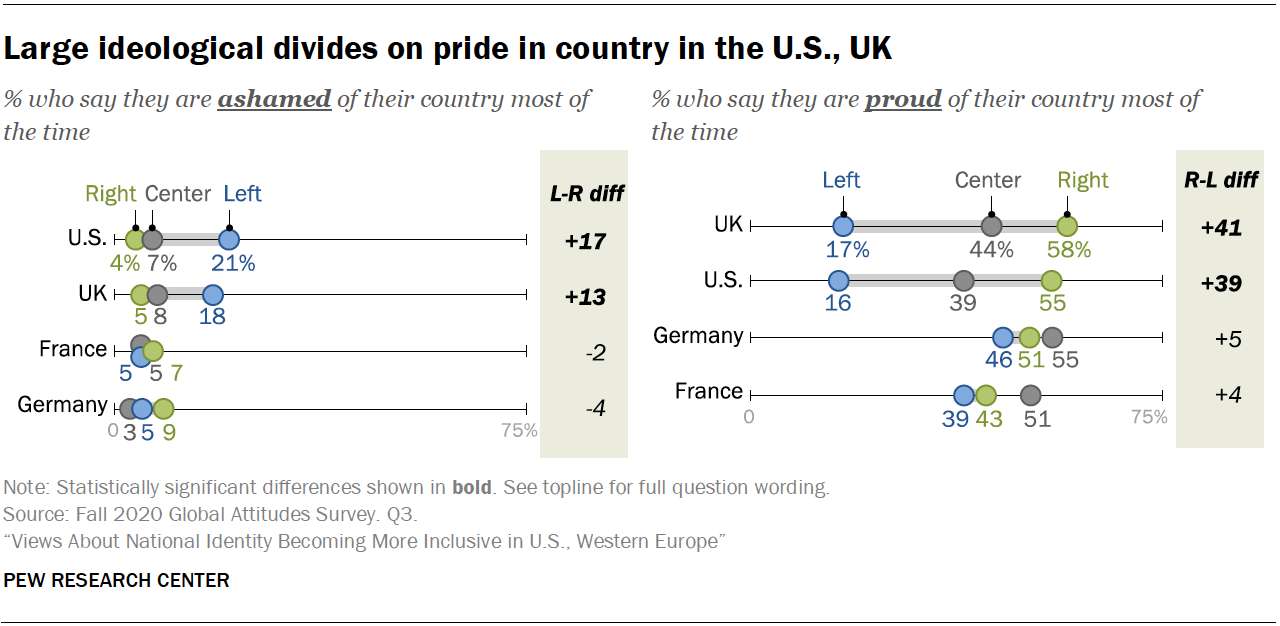 Large ideological divides on pride in country in the U.S., UK
% who say they are ashamed of their country most of
the time
Right Center Left L-R diff
U.S. +17
4% 7% 21%
UK +13
5 8 18
France -2
5 5 7
Germany -4
0 3 5 9 75%
% who say they are proud of their country most of
the time
Left Center Right R-L diff
UK +41
17% 44% 58%
U.S. +39
16 39 55
Germany +5
46 51 55
France +4
0 39 43 51 75%
Note: Statistically significant differences shown in bold. See topline for full question wording.
Source: Fall 2020 Global Attitudes Survey. Q3.
“Views About National Identity Becoming More Inclusive in U.S., Western Europe”
PEW RESEARCH CENTER